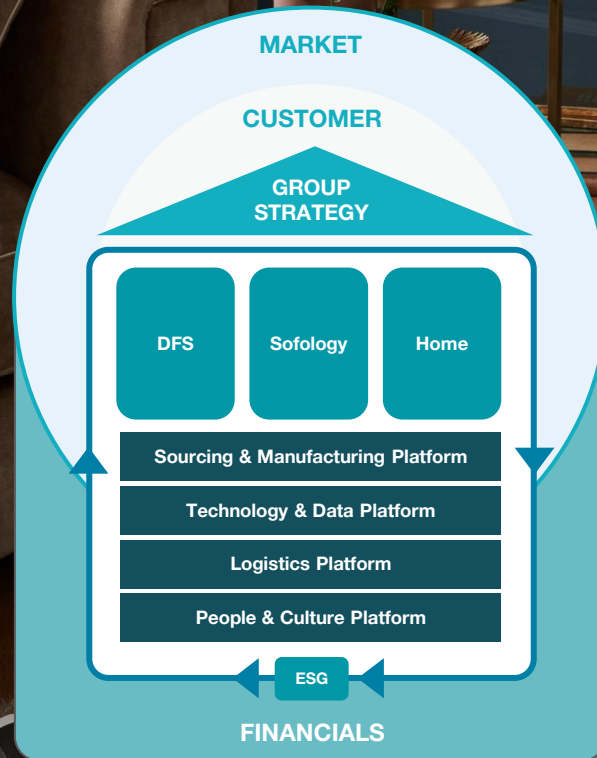 MARKET
CUSTOMER
GROUP
STRATEGY
DFS
Sofology
Home
Sourcing & Manufacturing Platform
Technology & Data Platform
Logistics Platform
People & Culture Platform
ESG
FINANCIALS